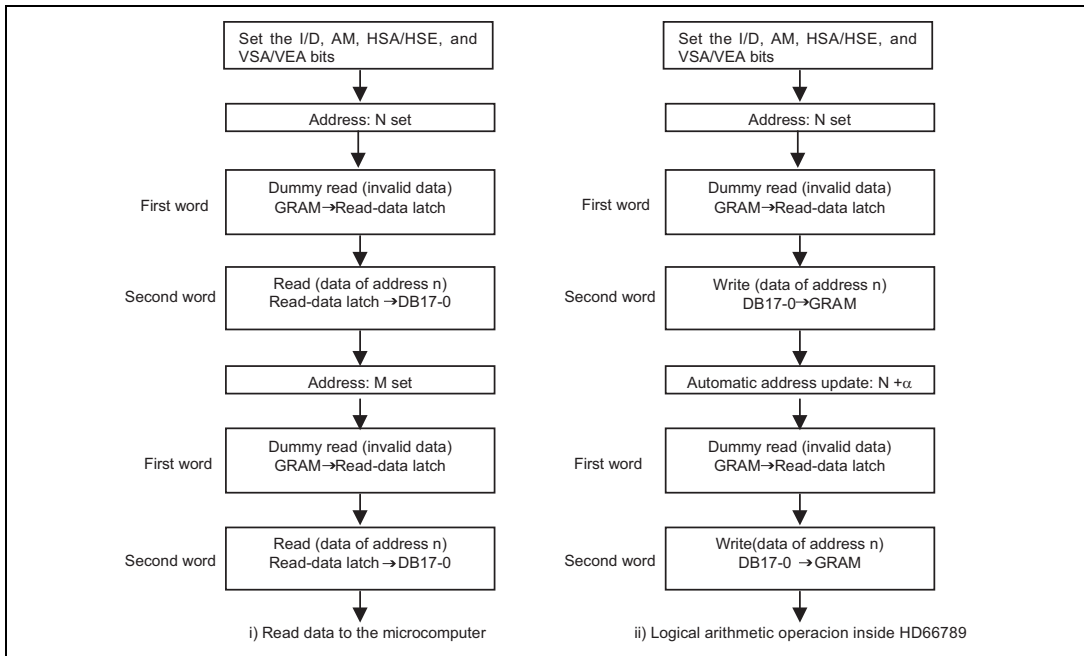 Set the I/D, AM, HSA/HSE, and
VSA/VEA bits
Address: N set
First word
Dummy read (invalid data)
GRAM→Read-data latch
Second word
Read (data of address n)
Read-data latch →DB17-0
Address: M set
First word
Dummy read (invalid data)
GRAM→Read-data latch
Second word
Read (data of address n)
Read-data latch →DB17-0
i) Read data to the microcomputer
Set the I/D, AM, HSA/HSE, and
VSA/VEA bits
Address: N set
First word
Dummy read (invalid data)
GRAM→Read-data latch
Second word
Write (data of address n)
DB17-0→GRAM
Automatic address update: N +α
First word
Dummy read (invalid data)
GRAM→Read-data latch
Second word
Write(data of address n)
DB17-0 →GRAM
ii) Logical arithmetic operacion inside HD66789